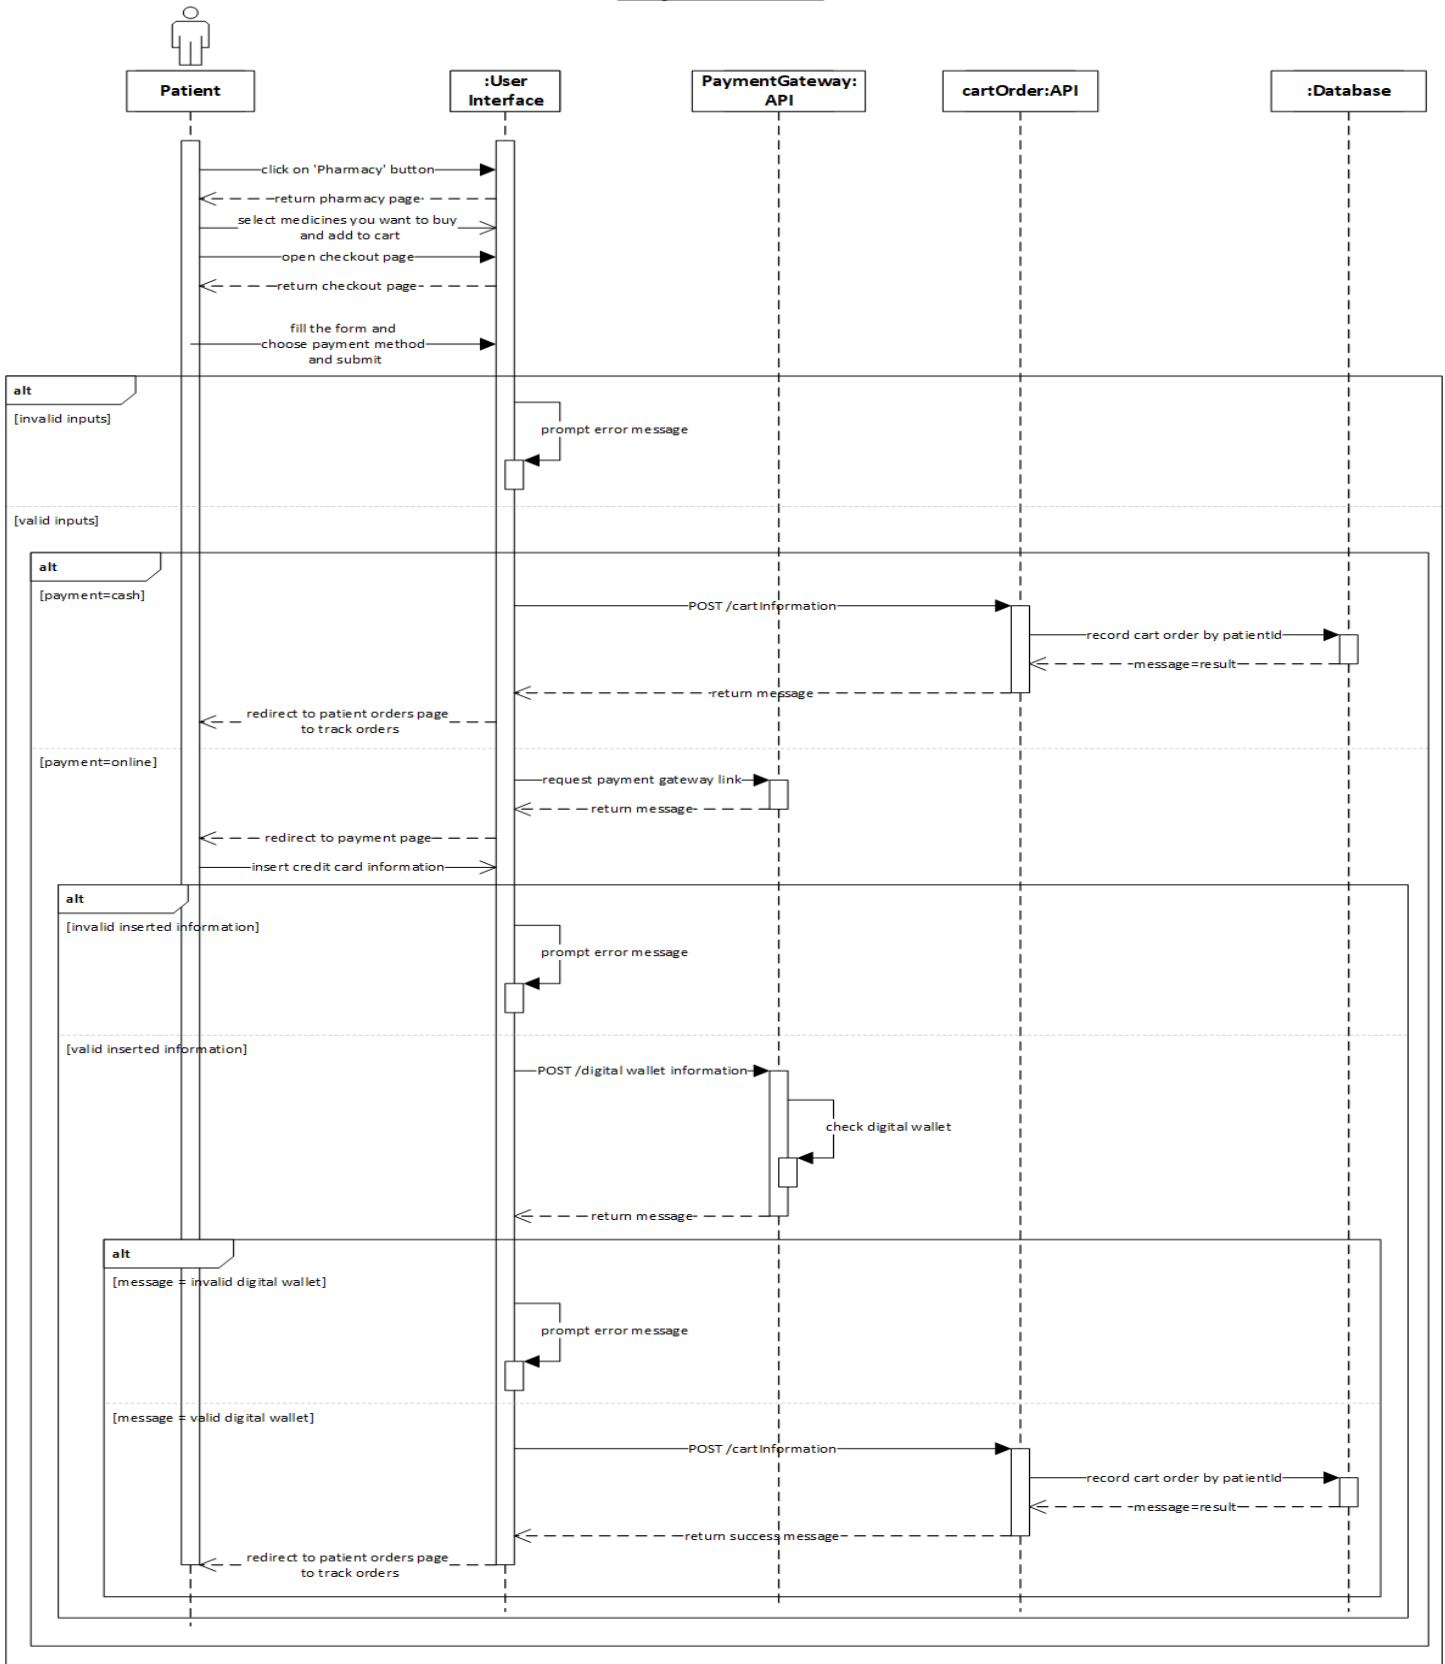 Patient
:User
Interface
PaymentGateway:
API
cartOrder:API
:Database
click on 'Pharmacy' button
return pharmacy page
select medicines you want to buy
and add to cart
open checkout page
return checkout page
fill the form and
choose payment method
and submit
alt
[invalid inputs]
prompt error message
[valid inputs]
alt
[payment=cash]
POST /cartInformation
record cart order by patientId
message=result
return message
redirect to patient orders page
to track orders
[payment=online]
request payment gateway link
return message
redirect to payment page
insert credit card information
alt
[invalid inserted information]
prompt error message
[valid inserted information]
POST /digital wallet information
check digital wallet
return message
alt
[message = invalid digital wallet]
prompt error message
[message = valid digital wallet]
POST /cartInformation
record cart order by patientId
message=result
return success message
redirect to patient orders page
to track orders